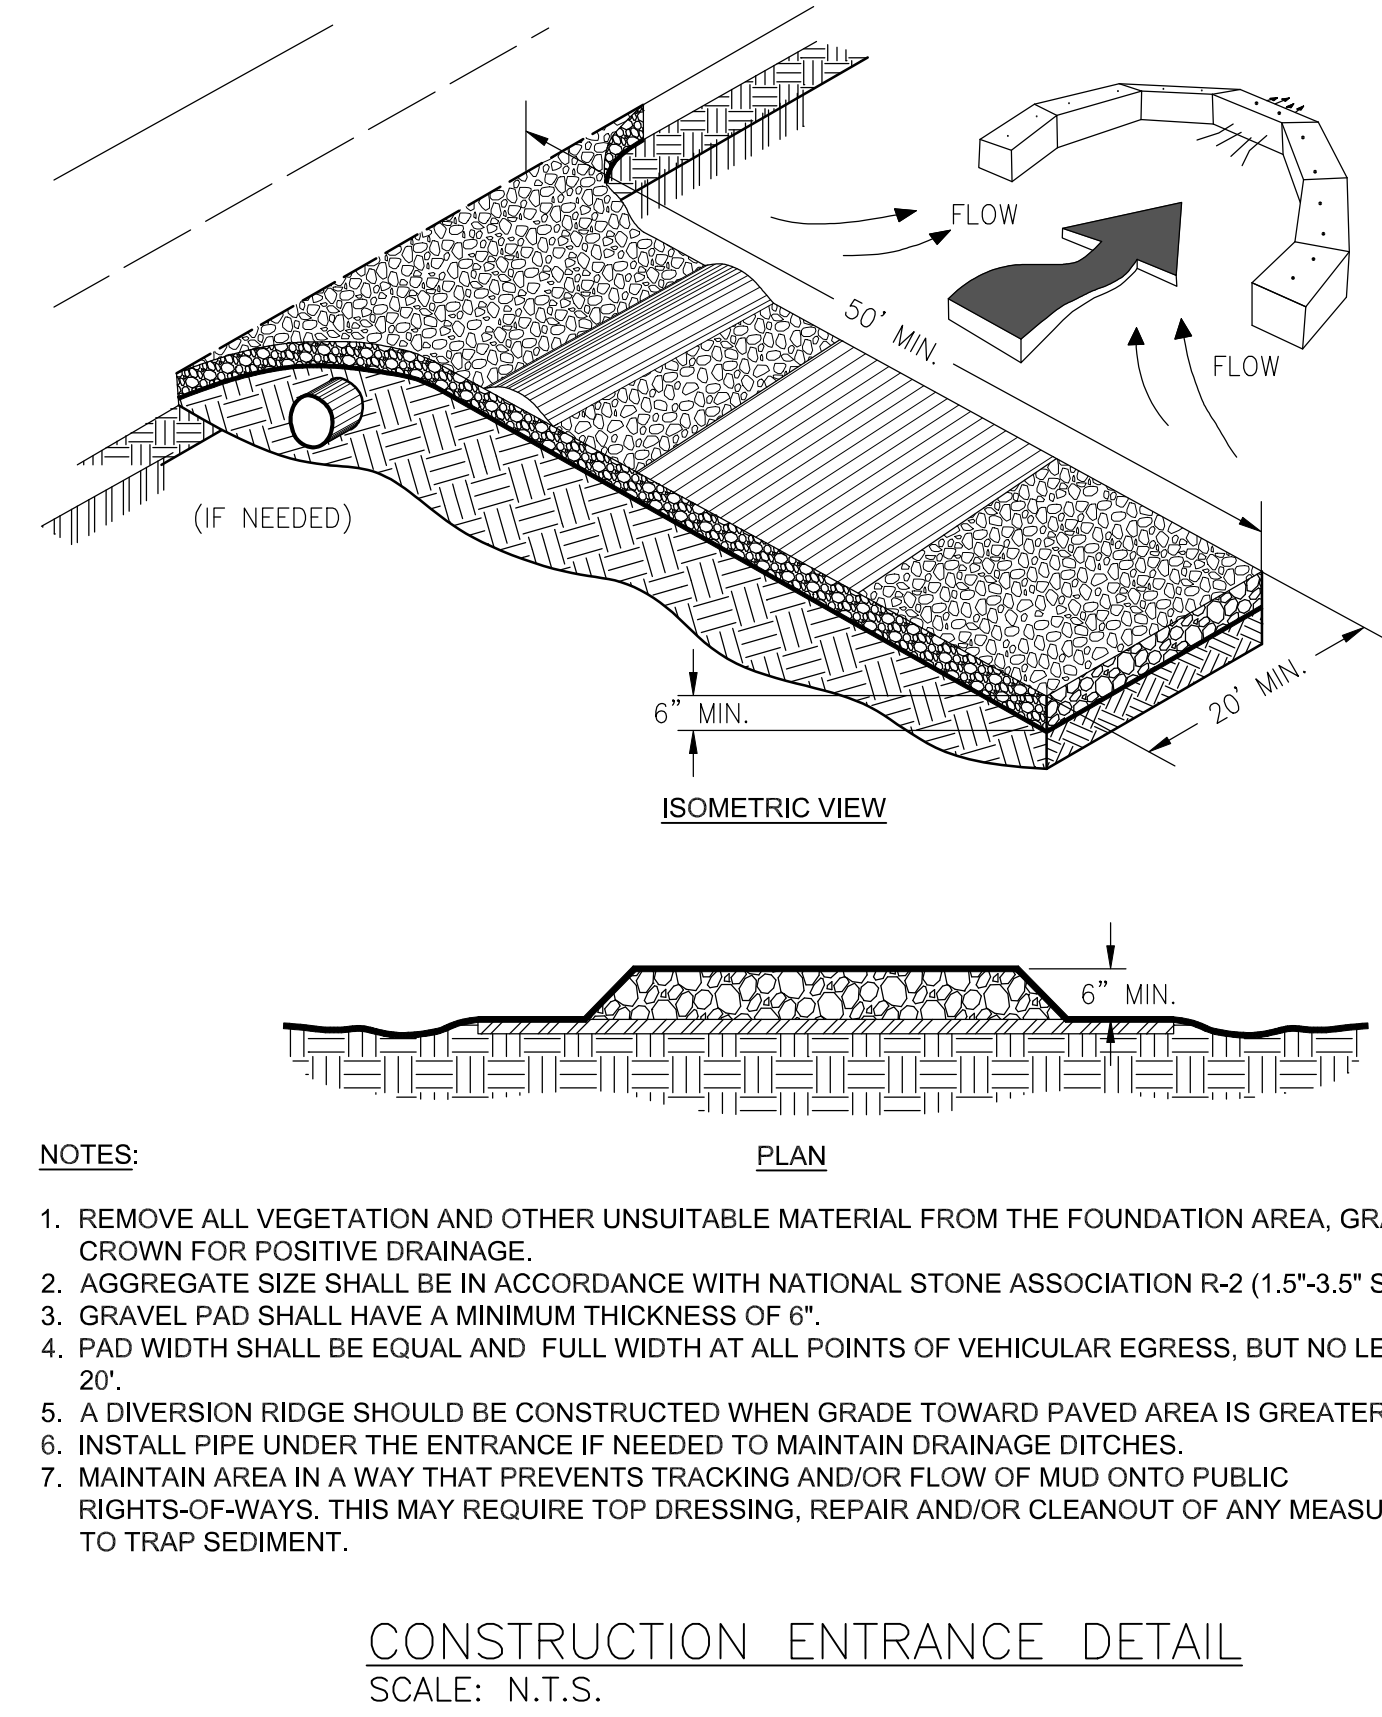 FLOW
50' MIN.
FLOW
(IF NEEDED)
20' MIN.
6" MIN.
ISOMETRIC VIEW
6" MIN.
NOTES:
PLAN
1. REMOVE ALL VEGETATION AND OTHER UNSUITABLE MATERIAL FROM THE FOUNDATION AREA,
CROWN FOR POSITIVE DRAINAGE.
2. AGGREGATE SIZE SHALL BE IN ACCORDANCE WITH NATIONAL STONE ASSOCIATION R-2 (1.5"-3.5"
3. GRAVEL PAD SHALL HAVE A MINIMUM THICKNESS OF 6".
4. PAD WIDTH SHALL BE EQUAL AND FULL WIDTH AT ALL POINTS OF VEHICULAR EGRESS, BUT NO
20'.
5. A DIVERSION RIDGE SHOULD BE CONSTRUCTED WHEN GRADE TOWARD PAVED AREA IS GREATER
6. INSTALL PIPE UNDER THE ENTRANCE IF NEEDED TO MAINTAIN DRAINAGE DITCHES.
7. MAINTAIN AREA IN A WAY THAT PREVENTS TRACKING AND/OR FLOW OF MUD ONTO PUBLIC
RIGHTS-OF-WAYS. THIS MAY REQUIRE TOP DRESSING, REPAIR AND/OR CLEANOUT OF ANY
TO TRAP SEDIMENT.
CONSTRUCTION ENTRANCE DETAIL
SCALE: N.T.S.